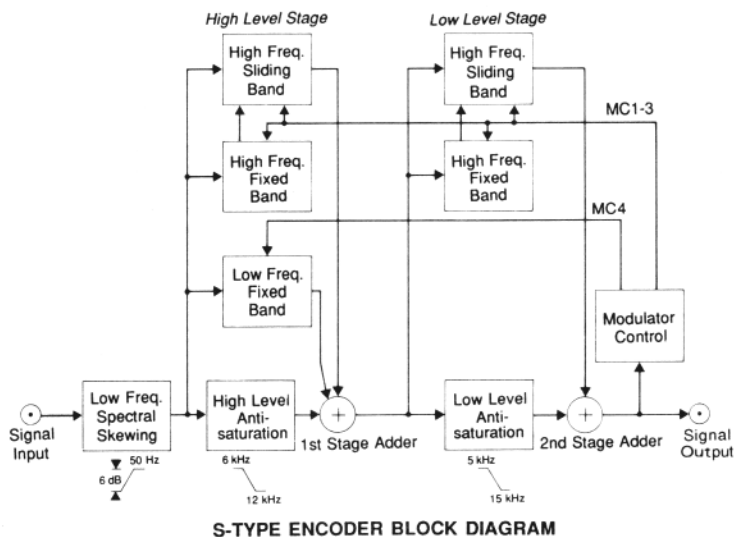 High Level Stage
Low Level Stage
High Freq.
Sliding
Band
High Freq.
Sliding
Band
MC1-3
High Freq.
Fixed
Band
High Freq.
Fixed
Band
MC4
Low Freq.
Fixed
Band
Modulator
Control
Signal
Input
Low Freq.
Spectral
Skewing
High Level
Anti-
saturation
+
1st Stage Adder
Low Level
Anti-
saturation
+
2nd Stage Adder
Signal
Output
50 Hz
6 dB
6 kHz
12 kHz
5 kHz
15 kHz
S-TYPE ENCODER BLOCK DIAGRAM